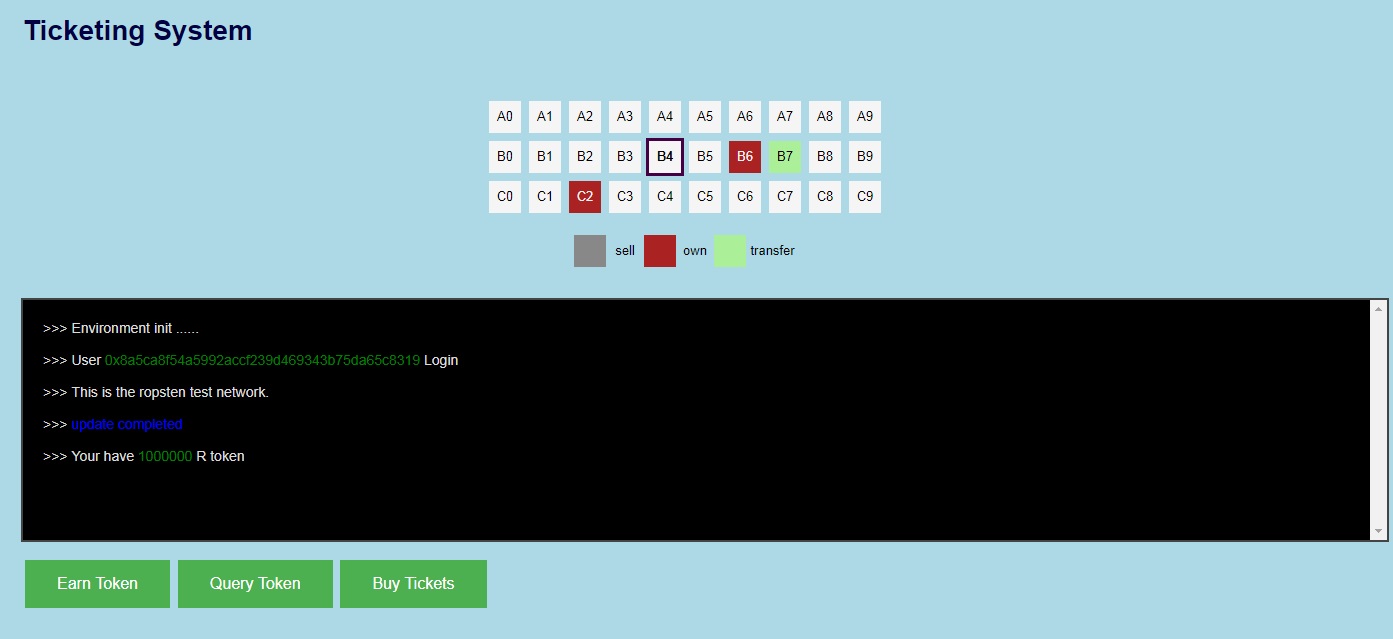 Ticketing System
A0 A1 A2 A3 A4 A5 A6 A7 A8 A9
B0 B1 B2 B3 B4 B5 B6 B7 B8 B9
C0 C1 C2 C3 C4 C5 C6 C7 C8 C9
sell own transfer
>>> Environment init ......
>>> User 0x8a5ca8f54a5992accf239d469343b75da65c8319 Login
>>> This is the ropsten test network.
>>> update completed
>>> Your have 1000000 R token
Earn Token Query Token Buy Tickets